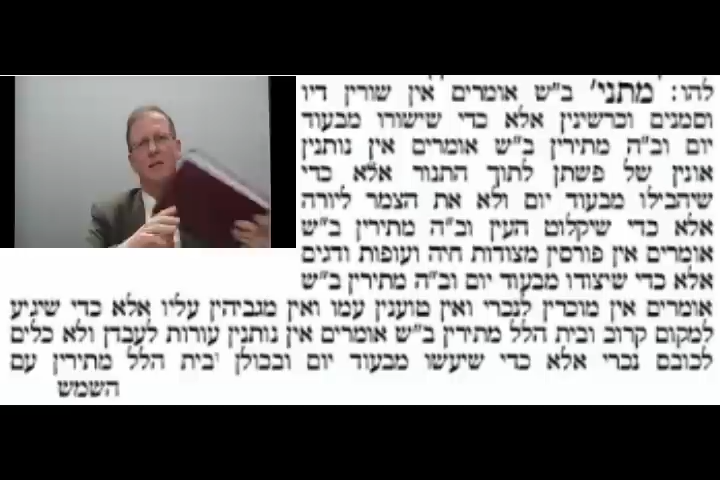 להו: מתני׳ ב״ש אומרים אין שורין דיו
וסמנים וכרשינין אלא כדי שישורו מבעוד
יום וב״ה מתירין ב״ש אומרים אין נותנין
אונין של פשתן לתוך התנור אלא כדי
שיהבילו מבעוד יום ולא את הצמר ליורה
אלא כדי שיקלוט העין וב״ה מתירין ב״ש
אומרים אין פורסין מצודות חיה ועופות ודגים
אלא כדי שיצודו מבעוד יום וב״ה מתירין ב״ש
אומרים אין מוכרין לנכרי ואין טוענין עמו ואין מגביהין עליו אלא כדי שיגיע
למקום קרוב ובית הלל מתירין ב״ש אומרים אין נותנין עורות לעבדן ולא כלים
לכובס נכרי אלא כדי שיעשו מבעוד יום ובכולן בית הלל מתירין עם
השמש